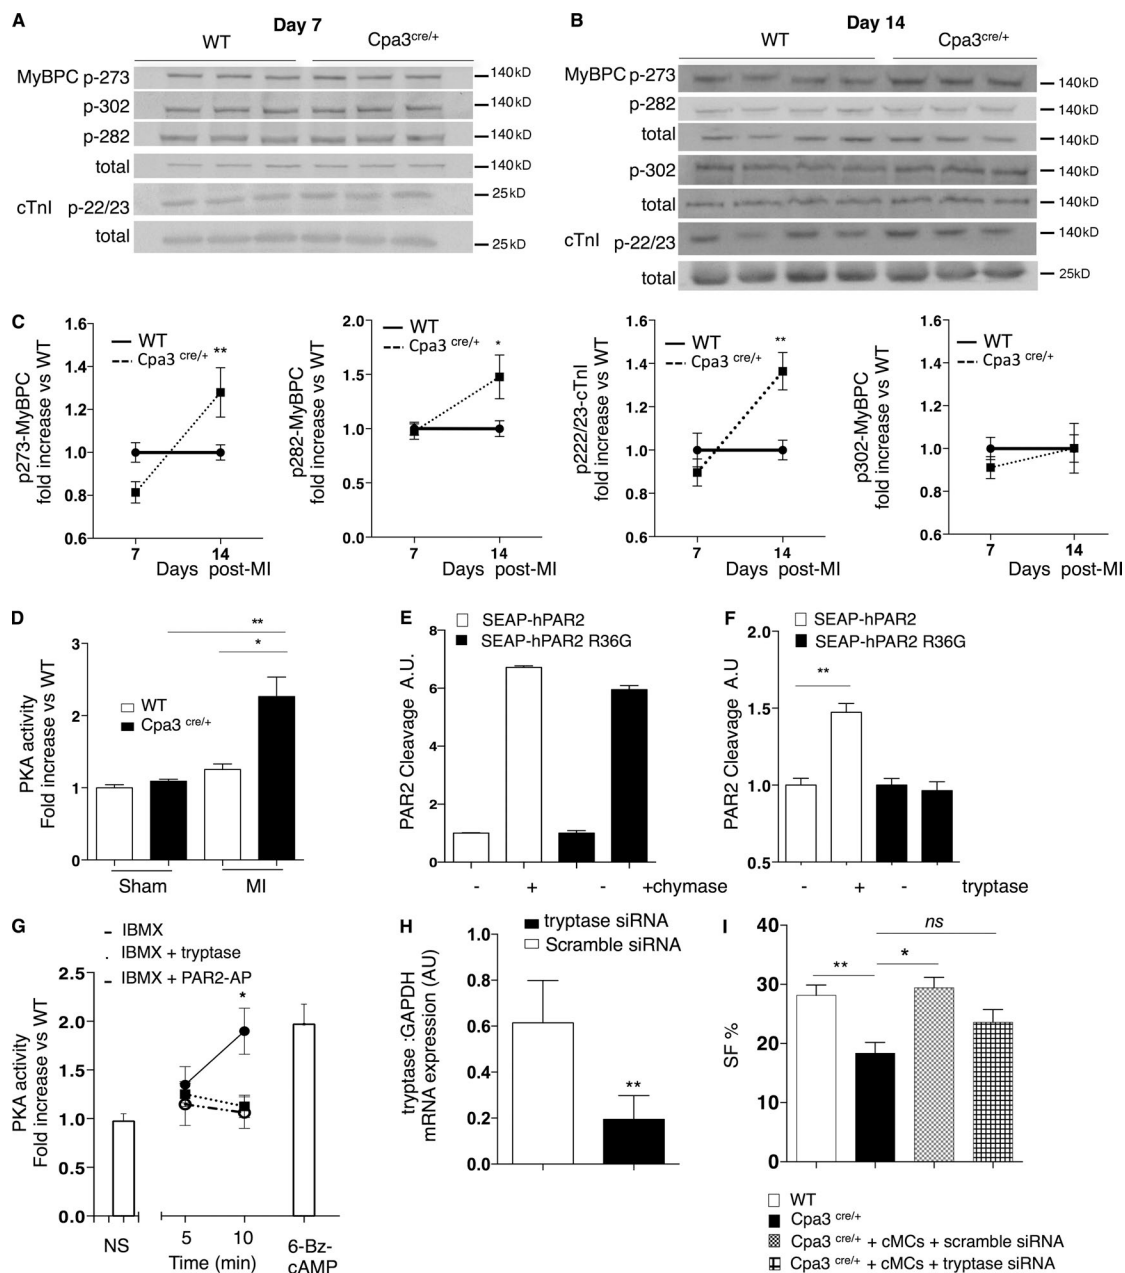 A
Day 7
WT
Cpa3cre/+
MyBPC p-273
140kD
p-302
140kD
p-282
140kD
total
140kD
25kD
cTnI p-22/23
total
25kD
B
Day 14
WT
Cpa3cre/+
MyBPC p-273
140kD
p-282
140kD
total
140kD
p-302
140kD
total
140kD
cTnI p-22/23
140kD
total
25kD
C
p273-MyBPC
fold increase vs WT
1.6
1.4
1.2
1.0
0.8
0.6
WT
Cpa3 cre/+
**
7
14
Days post-MI
p282-MyBPC
fold increase vs WT
2.0
1.5
1.0
0.5
0.0
WT
Cpa3 cre/+
*
7
14
Days post-MI
p222/23-cTnI
fold increase vs WT
1.6
1.4
1.2
1.0
0.8
0.6
WT
Cpa3 cre/+
**
7
14
Days post-MI
p302-MyBPC
fold increase vs WT
1.6
1.4
1.2
1.0
0.8
0.6
WT
Cpa3 cre/+
7
14
Days post-MI
D
PKA activity
Fold increase vs WT
3
2
1
0
**
*
WT
Cpa3 cre/+
Sham
MI
E
SEAP-hPAR2
SEAP-hPAR2 R36G
PAR2 Cleavage A.U.
8
6
4
2
0
- + - +chymase
F
SEAP-hPAR2
SEAP-hPAR2 R36G
PAR2 Cleavage A.U
2.0
1.5
1.0
0.5
**
- + - tryptase
G
IBMX
IBMX + tryptase
IBMX + PAR2-AP
PKA activity
Fold increase vs WT
2.5
2.0
1.5
1.0
0.5
0.0
*
NS
5
10
Time (min)
6-Bz-
cAMP
H
tryptase siRNA
Scramble siRNA
tryptase :GAPDH
mRNA expression (AU)
1.0
0.8
0.6
0.4
0.2
0.0
**
I
SF %
40
30
20
10
0
**
*
ns
WT
Cpa3 cre/+
Cpa3 cre/+ + cMCs + scramble siRNA
Cpa3 cre/+ + cMCs + tryptase siRNA